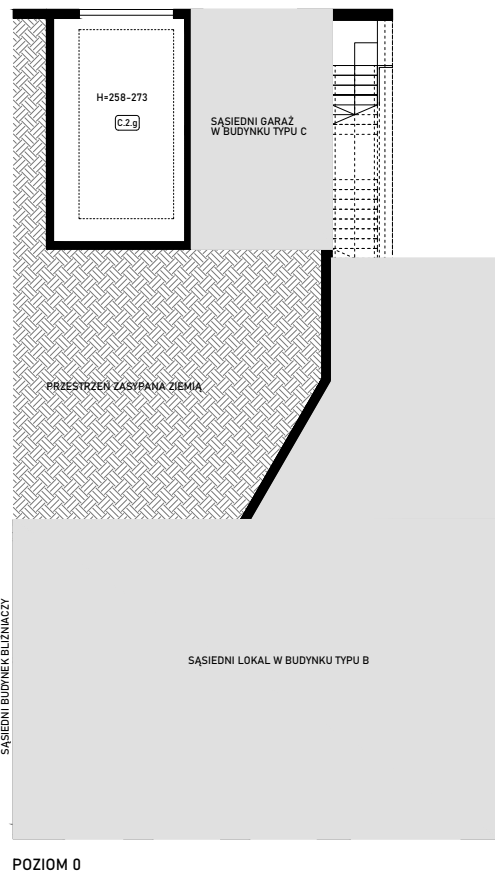 H=258-273
C.2.g
SĄSIEDNI GARAŻ
W BUDYNKU TYPU C
PRZESTRZEŃ ZASYPANA ZIEMIĄ
SĄSIEDNI LOKAL W BUDYNKU TYPU B
SĄSIEDNI BUDYNEK BLIŹNIACZY
POZIOM 0